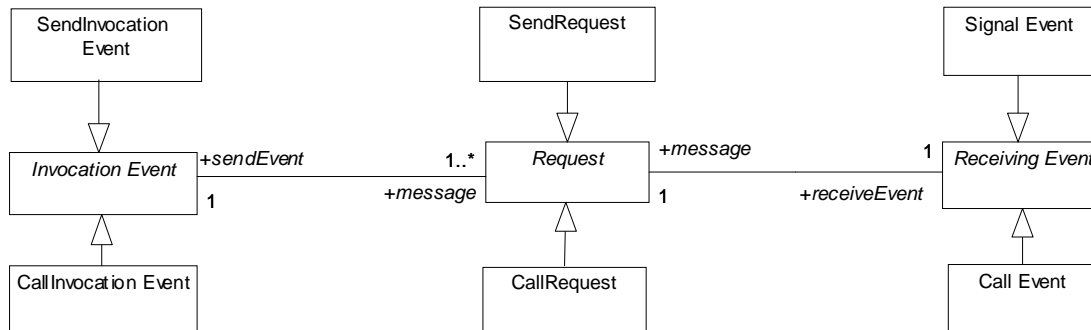 SendInvocation
Event
SendRequest
Signal Event
Invocation Event
+sendEvent
1
1..*
+message
Request
+message
1
1
+receiveEvent
Receiving Event
CallInvocation Event
CallRequest
Call Event